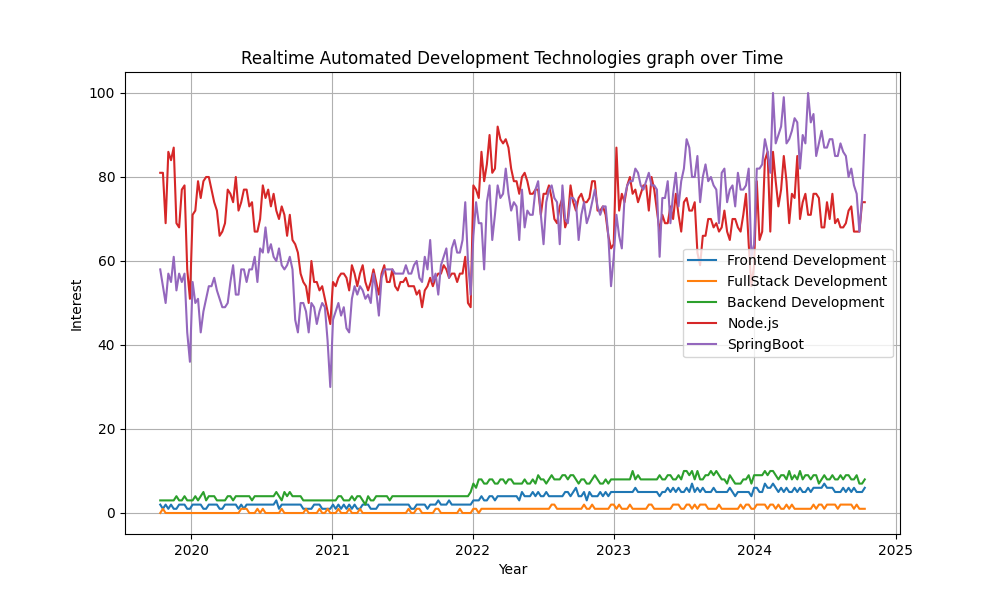 Realtime Automated Development Technologies graph over Time
100
80
60
40
20
0
Interest
Frontend Development
FullStack Development
Backend Development
Node.js
SpringBoot
2020
2021
2022
2023
2024
2025
Year